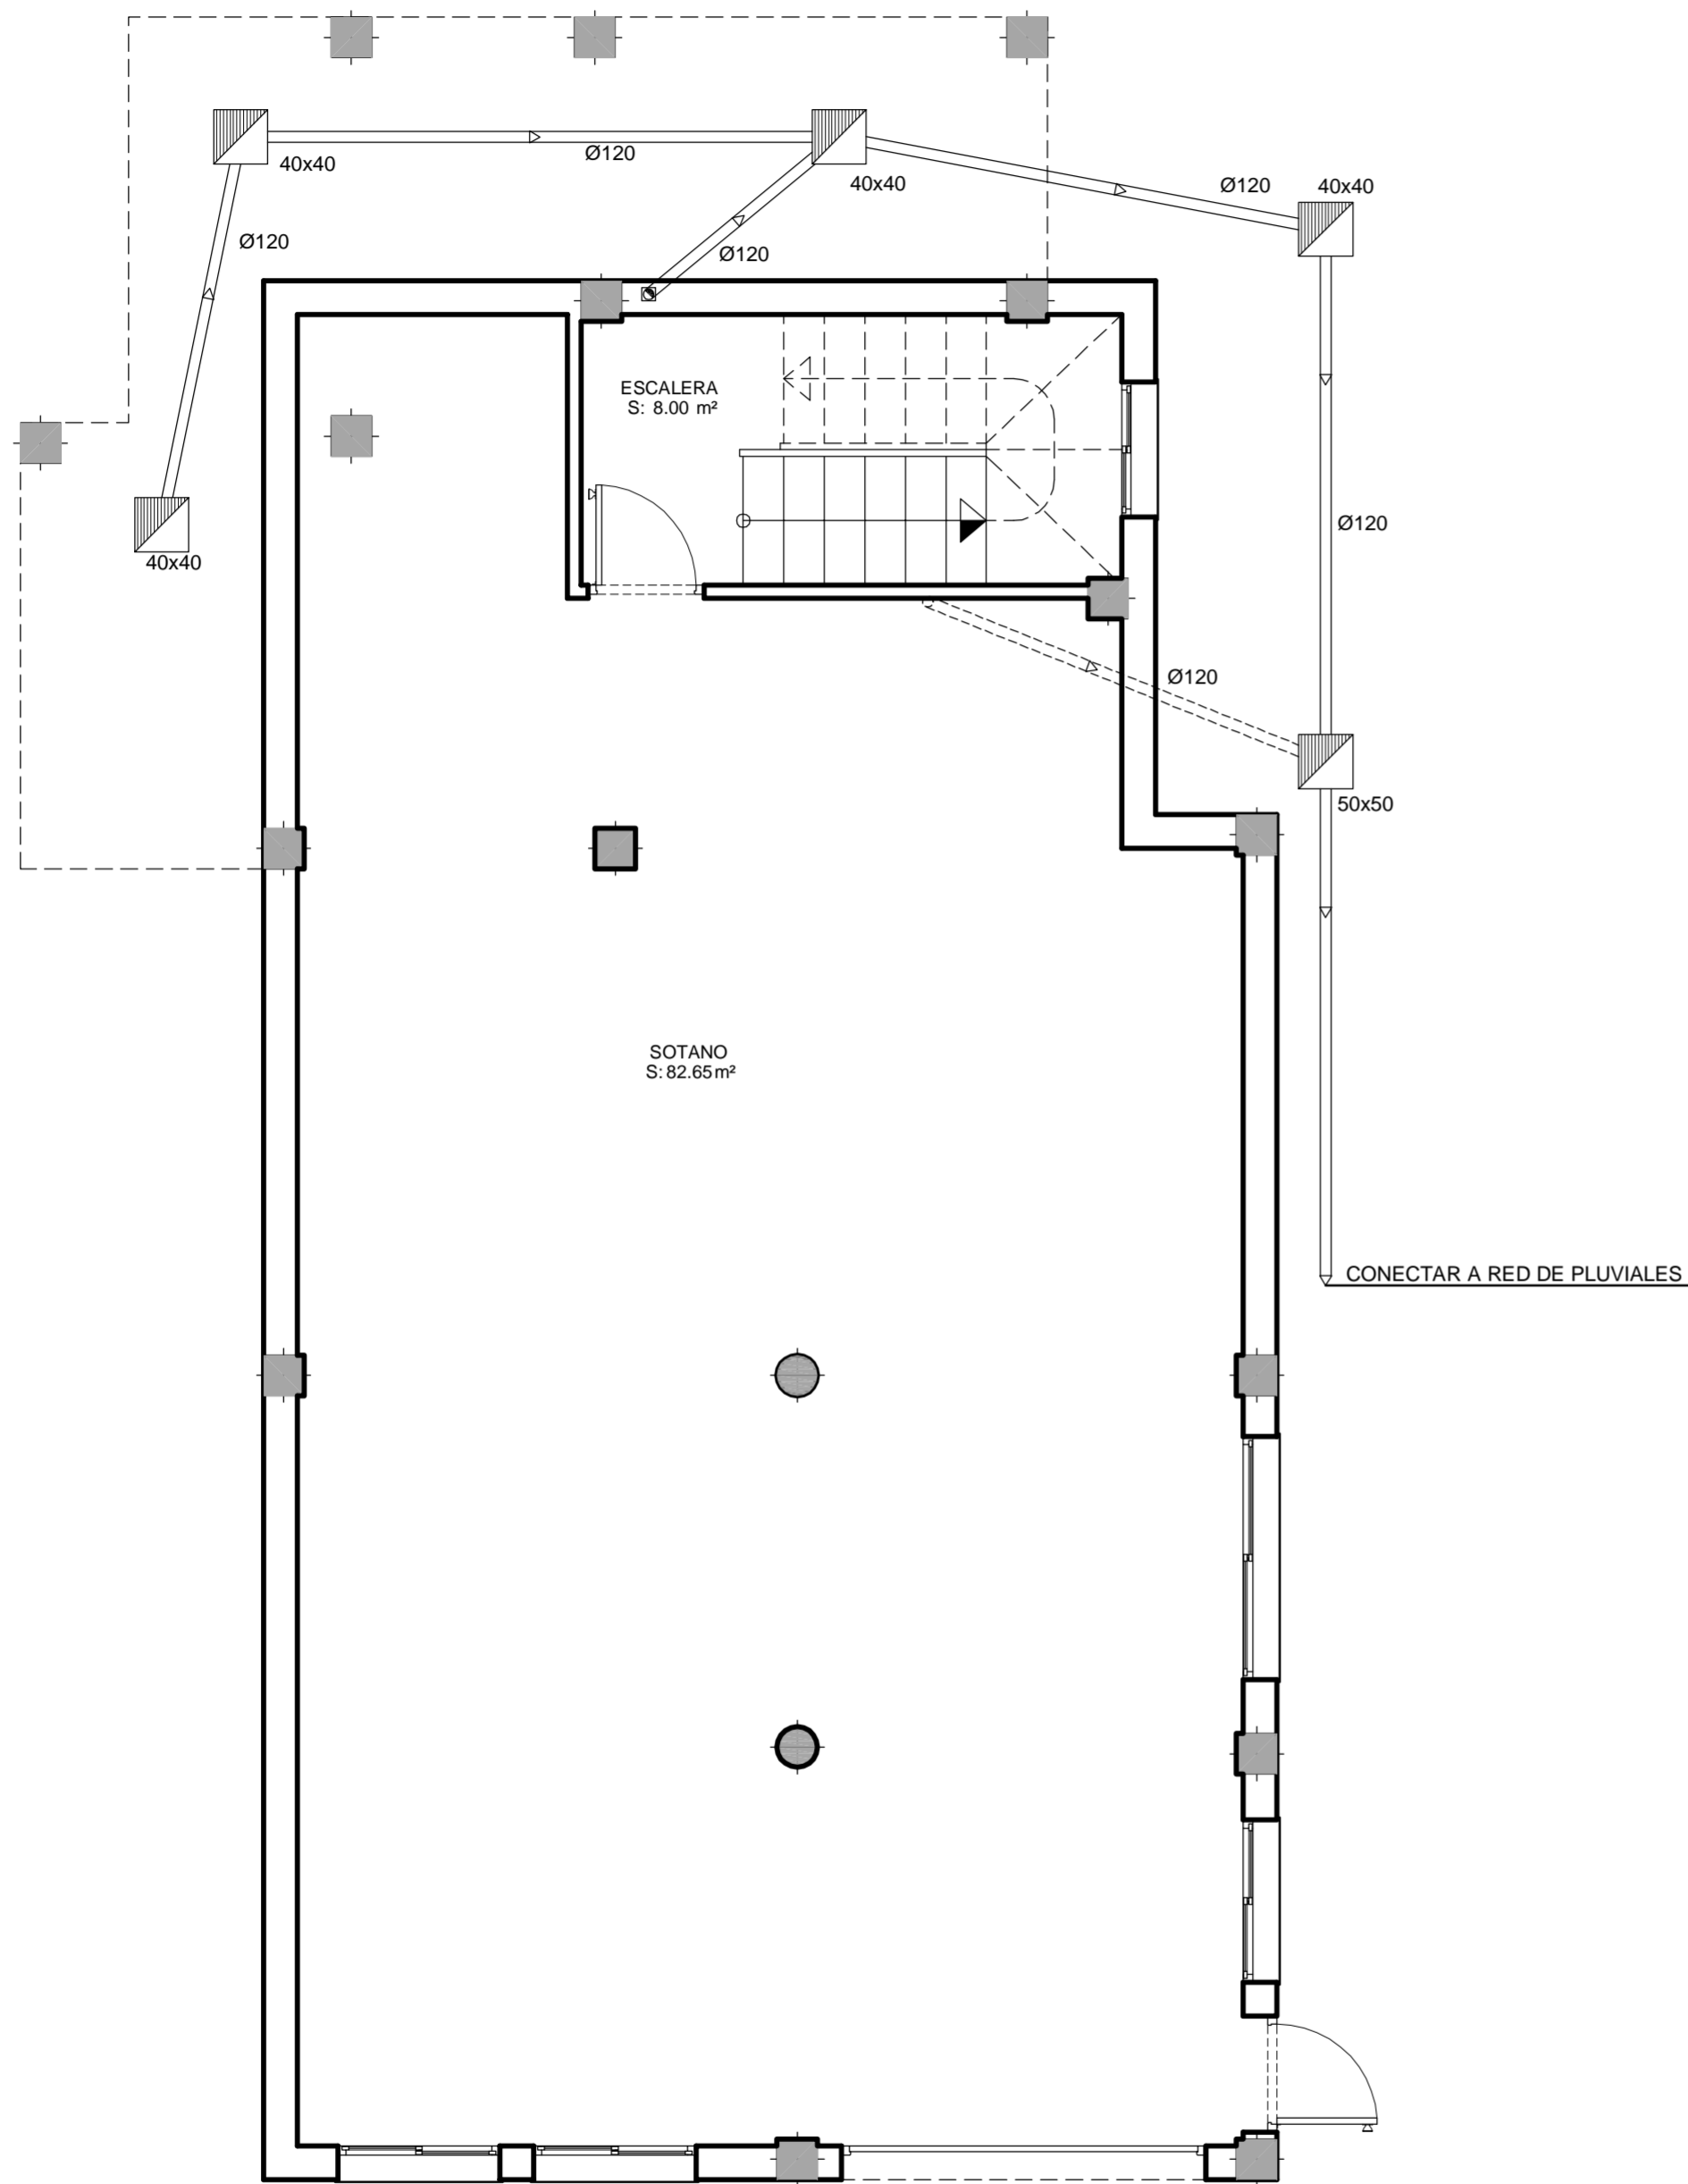 40x40
Ø120
40x40
Ø120
40x40
Ø120
Ø120
ESCALERA
S: 8.00 m²
Ø120
40x40
Ø120
50x50
SOTANO
S: 82.65 m²
CONECTAR A RED DE PLUVIALES